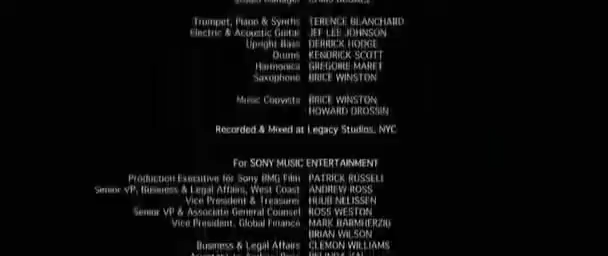 Trumpet, Piano & Synths TERENCE BLANCHARD
Electric & Acoustic Guitar JEF LEE JOHNSON
Upright Bass DERRICK HODGE
Drums KENDRICK SCOTT
Harmonica GREGOIRE MARET
Saxophone BRICE WINSTON
Music Copyists BRICE WINSTON
HOWARD DROSSIN
Recorded & Mixed at Legacy Studios, NYC
For SONY MUSIC ENTERTAINMENT
Production Executive for Sony BMG Film PATRICK RUSSELL
Senior VP, Business & Legal Affairs, West Coast ANDREW ROSS
Vice President & Treasurer HUUB NELISSEN
Senior VP & Associate General Counsel ROSS WESTON
Vice President, Global Finance MARK BARMHERZIG
BRIAN WILSON
Business & Legal Affairs CLEMON WILLIAMS